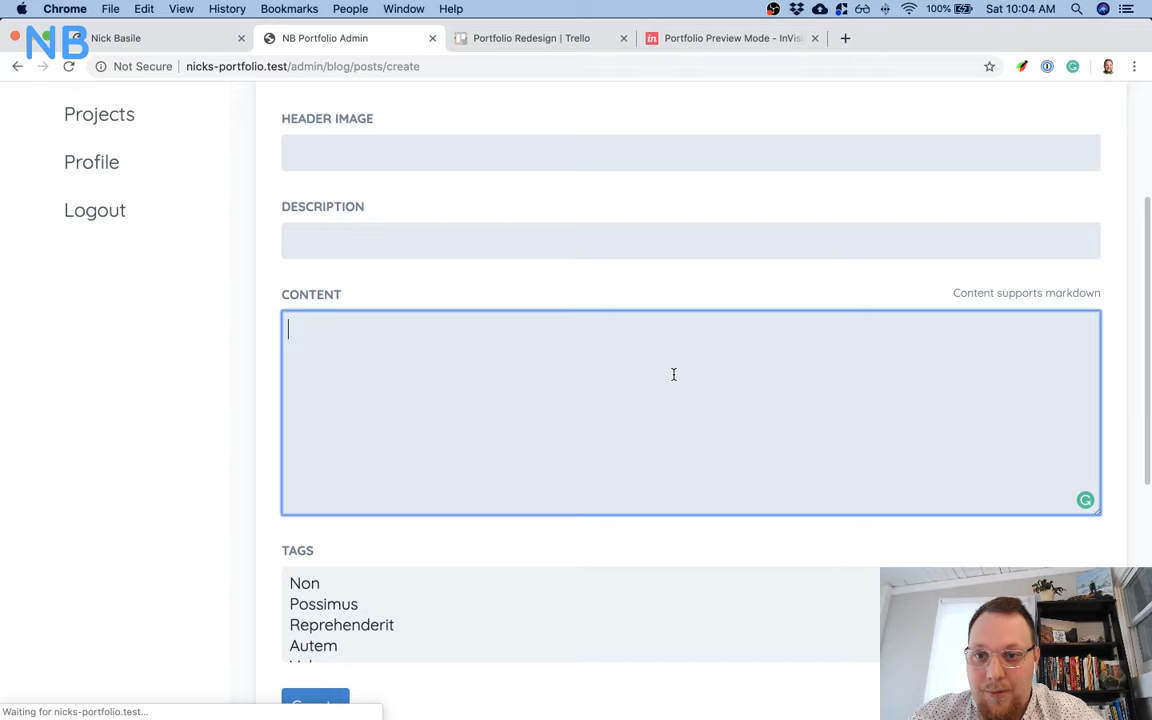 Chrome File Edit View History Bookmarks People Window Help 100% Sat 10:04 AM
NB
Nick Basile
NB Portfolio Admin
Portfolio Redesign | Trello
Portfolio Preview Mode - InVis
Not Secure nicks-portfolio.test/admin/blog/posts/create
Projects
Profile
Logout
HEADER IMAGE
DESCRIPTION
CONTENT
Content supports markdown
TAGS
Non
Possimus
Reprehenderit
Autem
Waiting for nicks-portfolio.test...